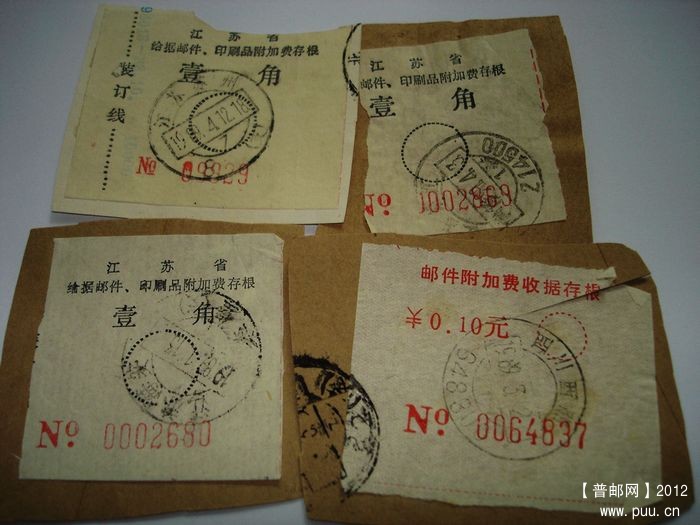 江苏省
给据邮件、印刷品附加费存根
壹 角
装订线
No 09929
江苏省
邮件、印刷品附加费存根
壹 角
No 0002869
214500
江苏省
给据邮件、印刷品附加费存根
壹 角
No 0002680
邮件附加费收据存根
¥0.10元
No 0064837
【普邮网】2012
www.puu.cn